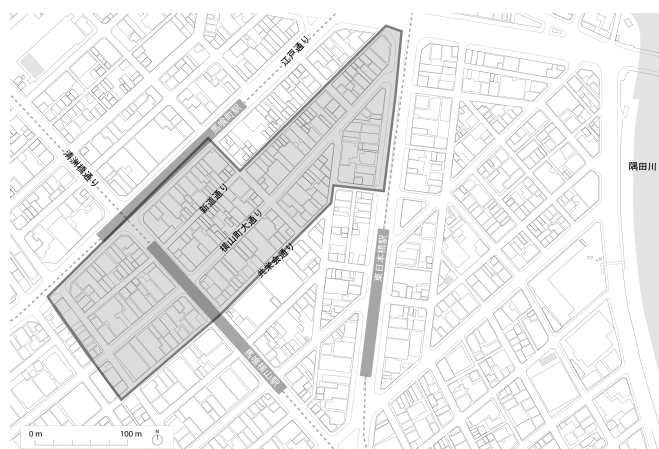 江戸通り
馬喰町駅
清洲橋通り
隅田川
新道通り
横山町大通り
共栄会通り
東日本橋駅
馬喰横山駅
0 m
100 m
N